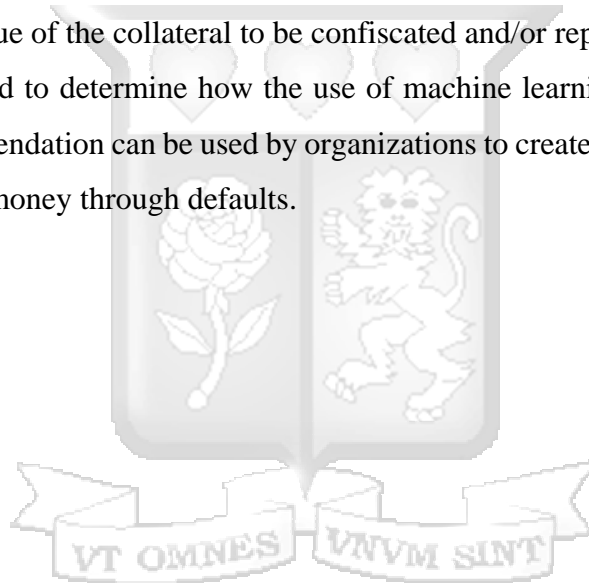 ue of the collateral to be confiscated and/or rep
d to determine how the use of machine learni
endation can be used by organizations to create
noney through defaults.
VT OMNES VNVM SINT